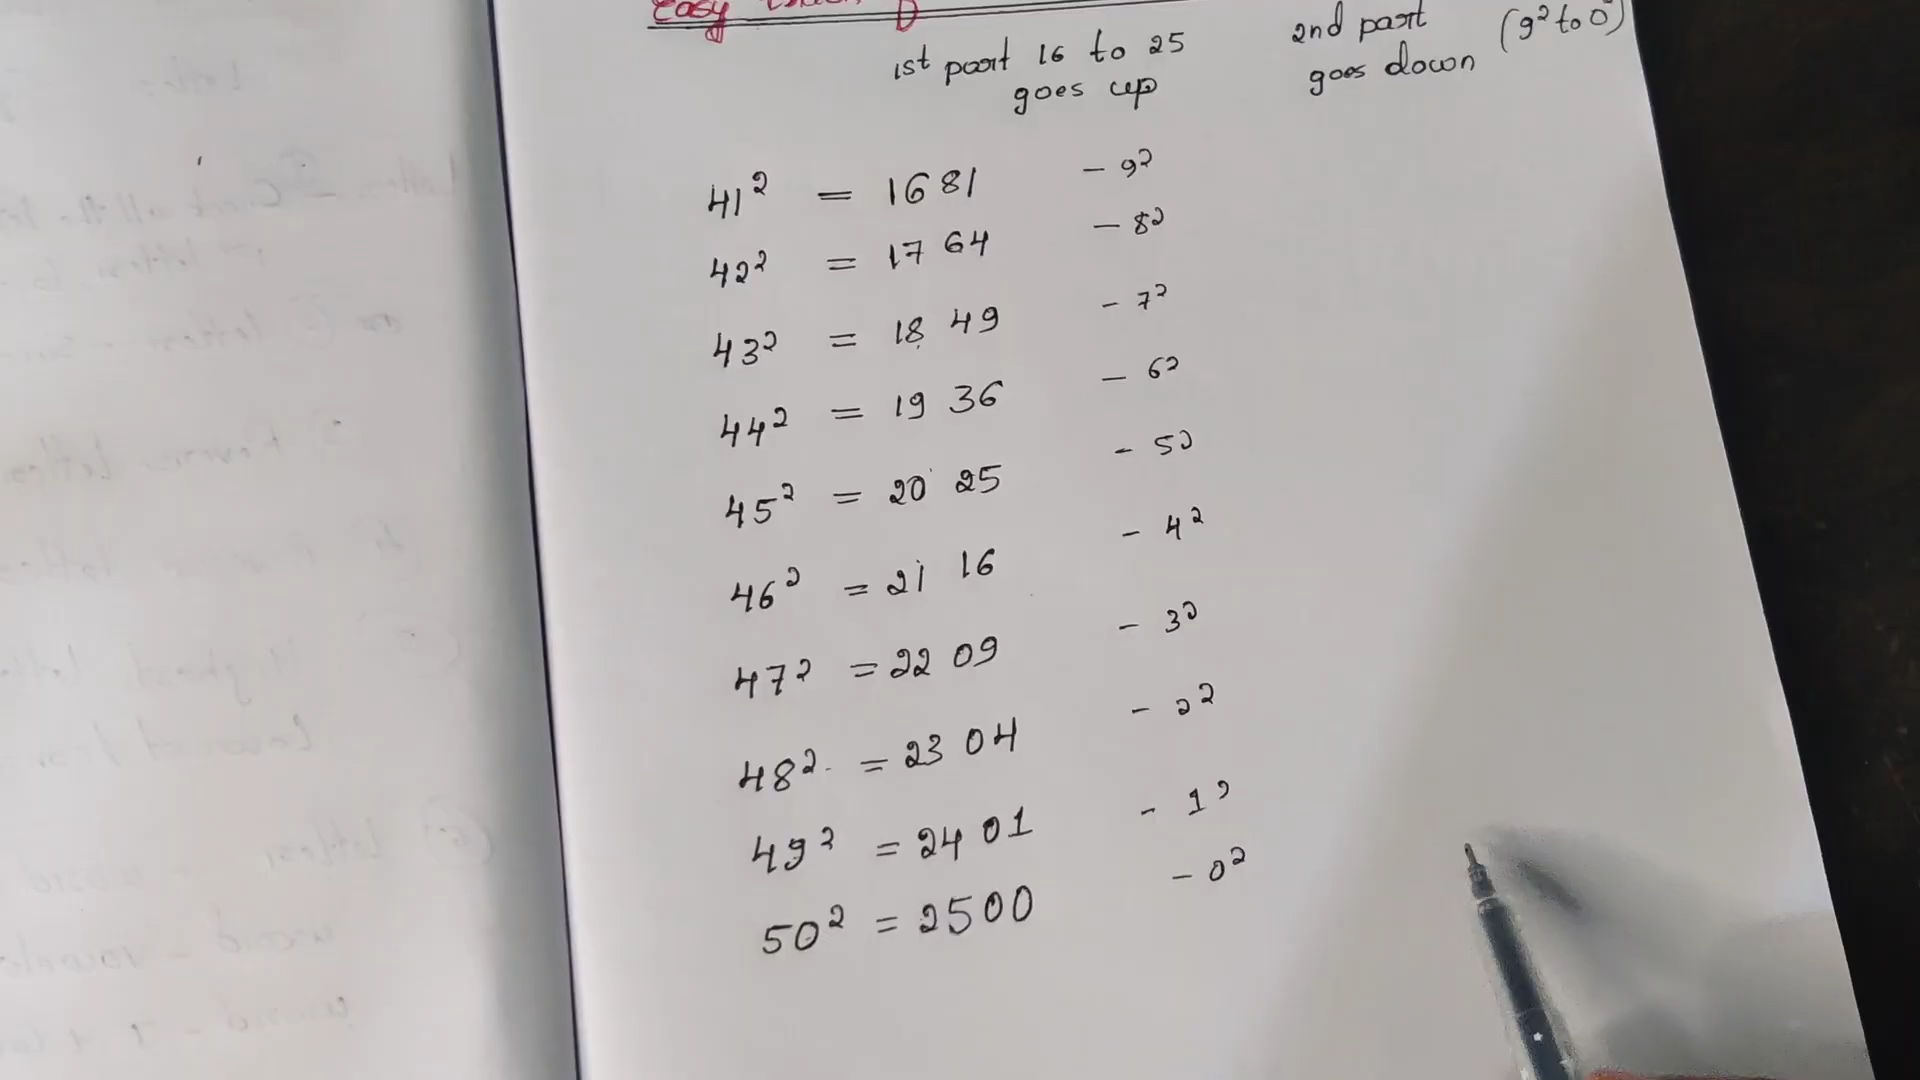 Easy
1st part 16 to 25 goes up
2nd part goes down (9² to 0²)
41² = 1681 - 9²
42² = 17 64 - 8²
43² = 18 49 - 7²
44² = 19 36 - 6²
45² = 20 25 - 5²
46² = 21 16 - 4²
47² = 22 09 - 3²
48² = 23 04 - 2²
49² = 24 01 - 1²
50² = 2500 - 0²